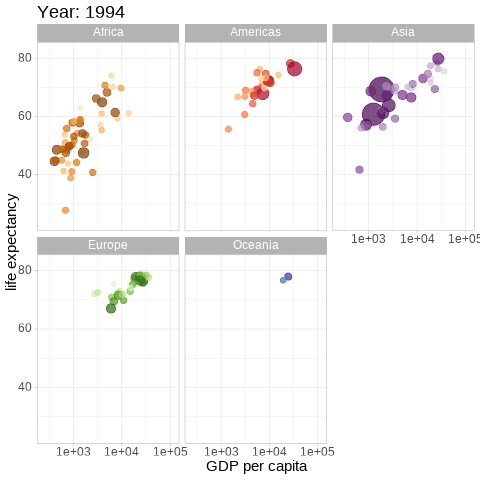 Year: 1994
Africa
Americas
Asia
80
60
40
1e+03
1e+04
1e+05
life expectancy
Europe
Oceania
80
60
40
1e+03
1e+04
1e+05
1e+03
1e+04
1e+05
GDP per capita